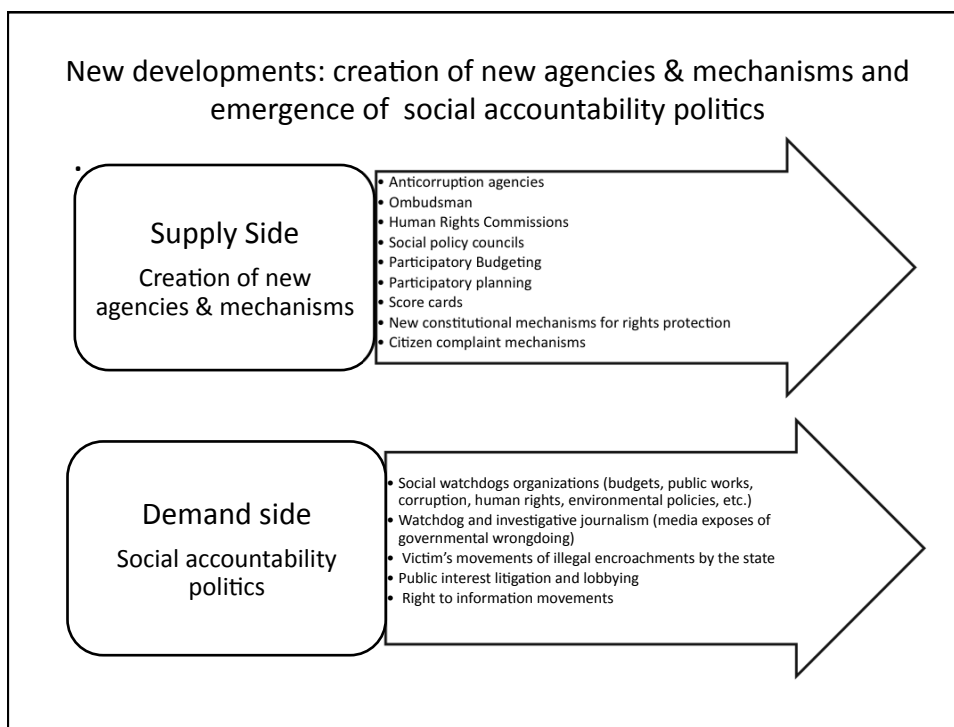 New developments: creation of new agencies & mechanisms and
emergence of  social accountability politics
•
Supply Side
Creation of new
agencies & mechanisms
• Anticorruption agencies
• Ombudsman
• Human Rights Commissions
• Social policy councils
• Participatory Budgeting
• Participatory planning
• Score cards
• New constitutional mechanisms for rights protection
• Citizen complaint mechanisms
Demand side
Social accountability
politics
• Social watchdogs organizations (budgets, public works,
corruption, human rights, environmental policies, etc.)
• Watchdog and investigative journalism (media exposes of
governmental wrongdoing)
• Victim's movements of illegal encroachments by the state
• Public interest litigation and lobbying
• Right to information movements